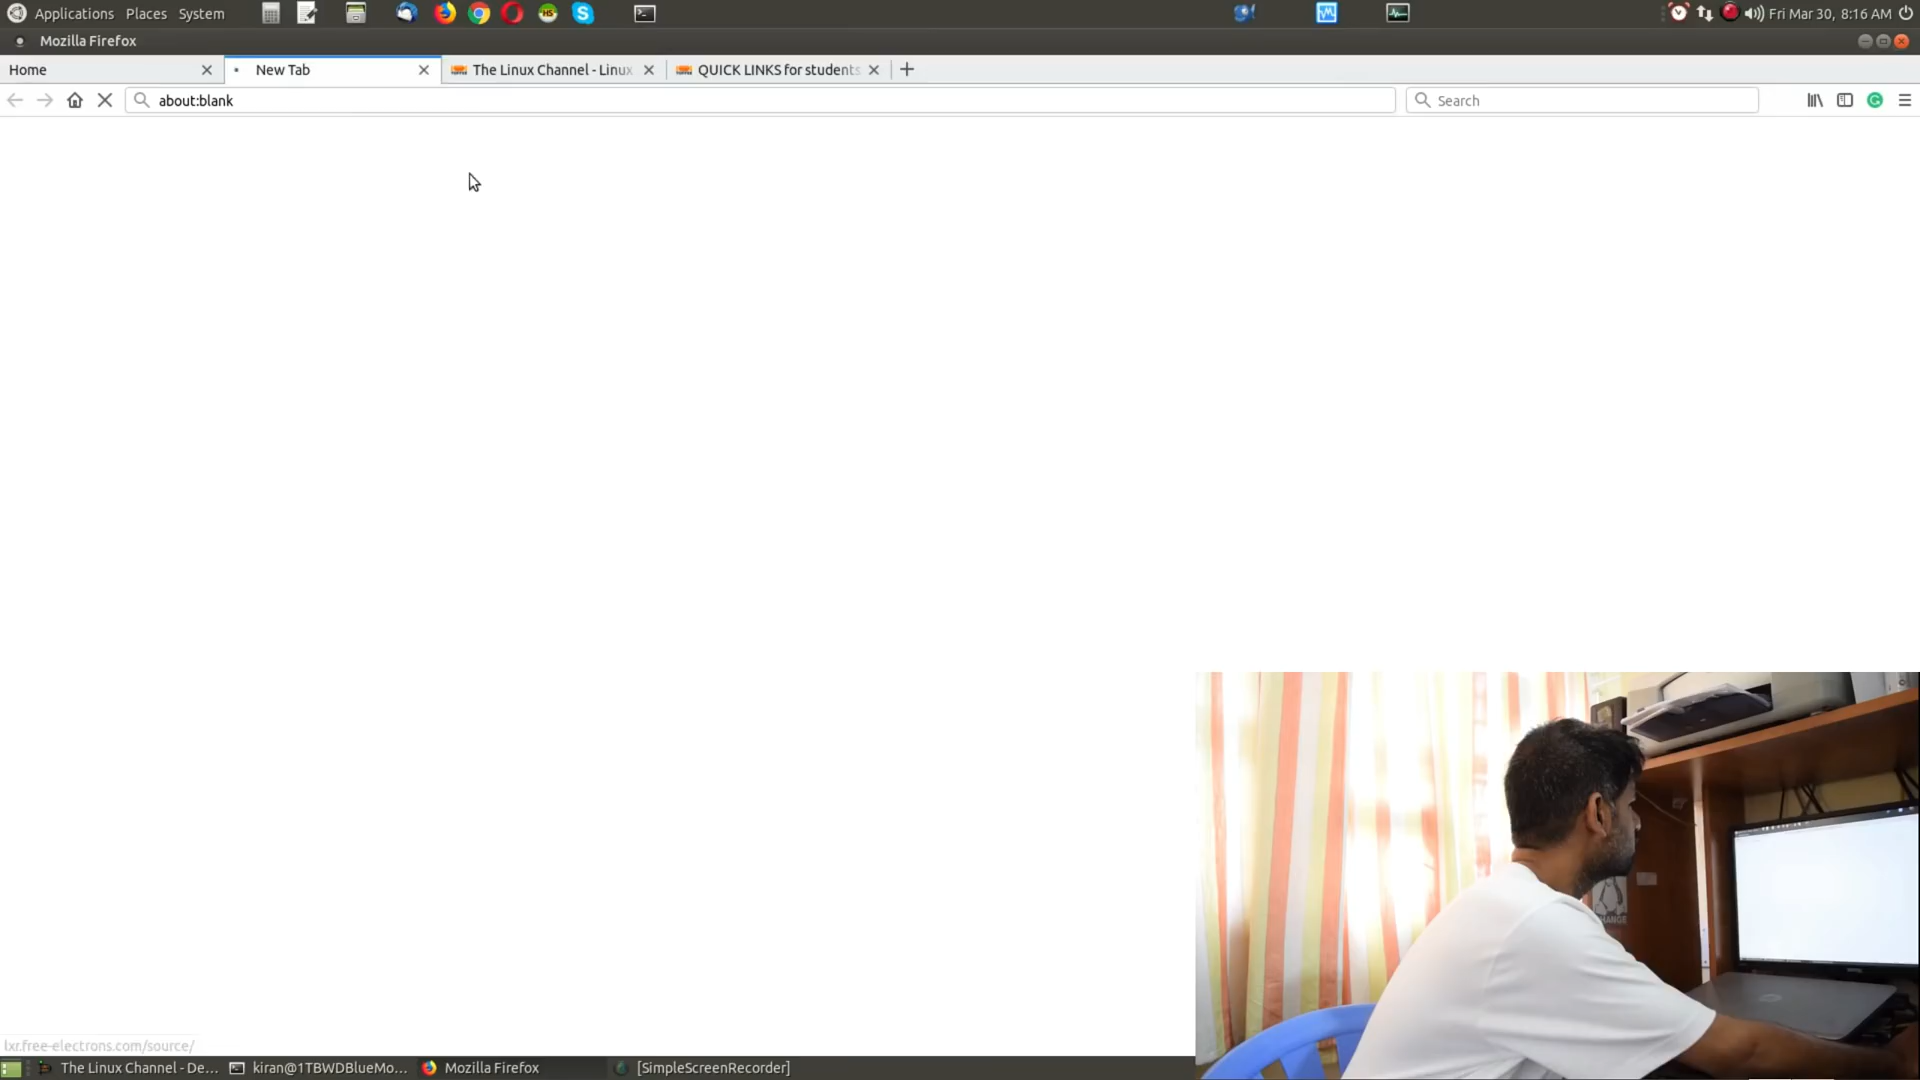 Applications Places System
Fri Mar 30, 8:16 AM
Mozilla Firefox
Home
New Tab
The Linux Channel - Linux
QUICK LINKS for students
about:blank
Search
HANGE
lxr.free-electrons.com/source/
The Linux Channel - De...
kiran@1TBWDBlueMo...
Mozilla Firefox
[SimpleScreenRecorder]